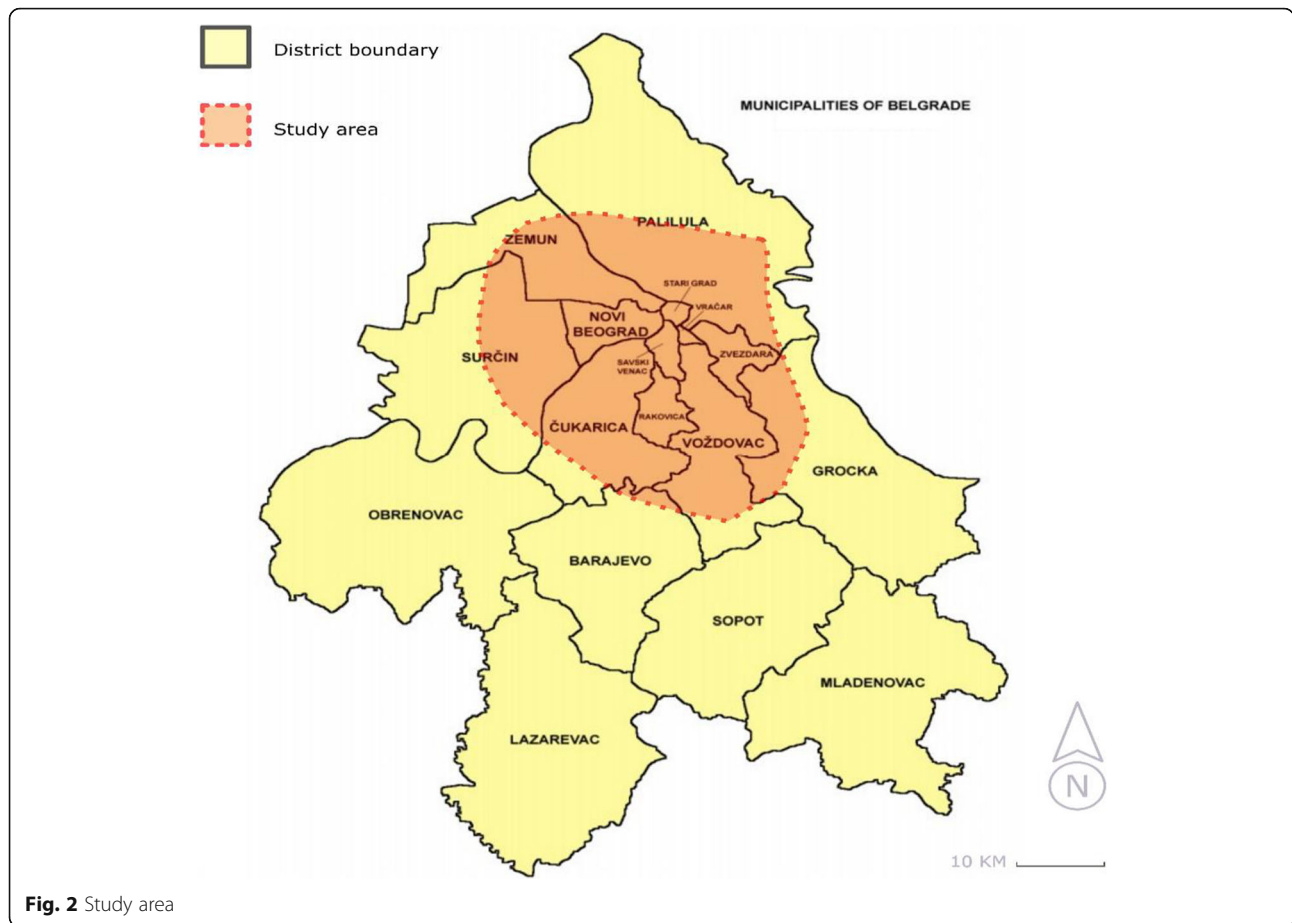 District boundary
Study area
MUNICIPALITIES OF BELGRADE
PALILULA
ZEMUN
STARI GRAD
VRAČAR
NOVI
BEOGRAD
ZVEZDARA
SURČIN
SAVSKI
VENAC
RAKOVICA
ČUKARICA
VOŽDOVAC
GROCKA
OBRENOVAC
BARAJEVO
SOPOT
MLADENOVAC
LAZAREVAC
N
10 KM
Fig. 2 Study area